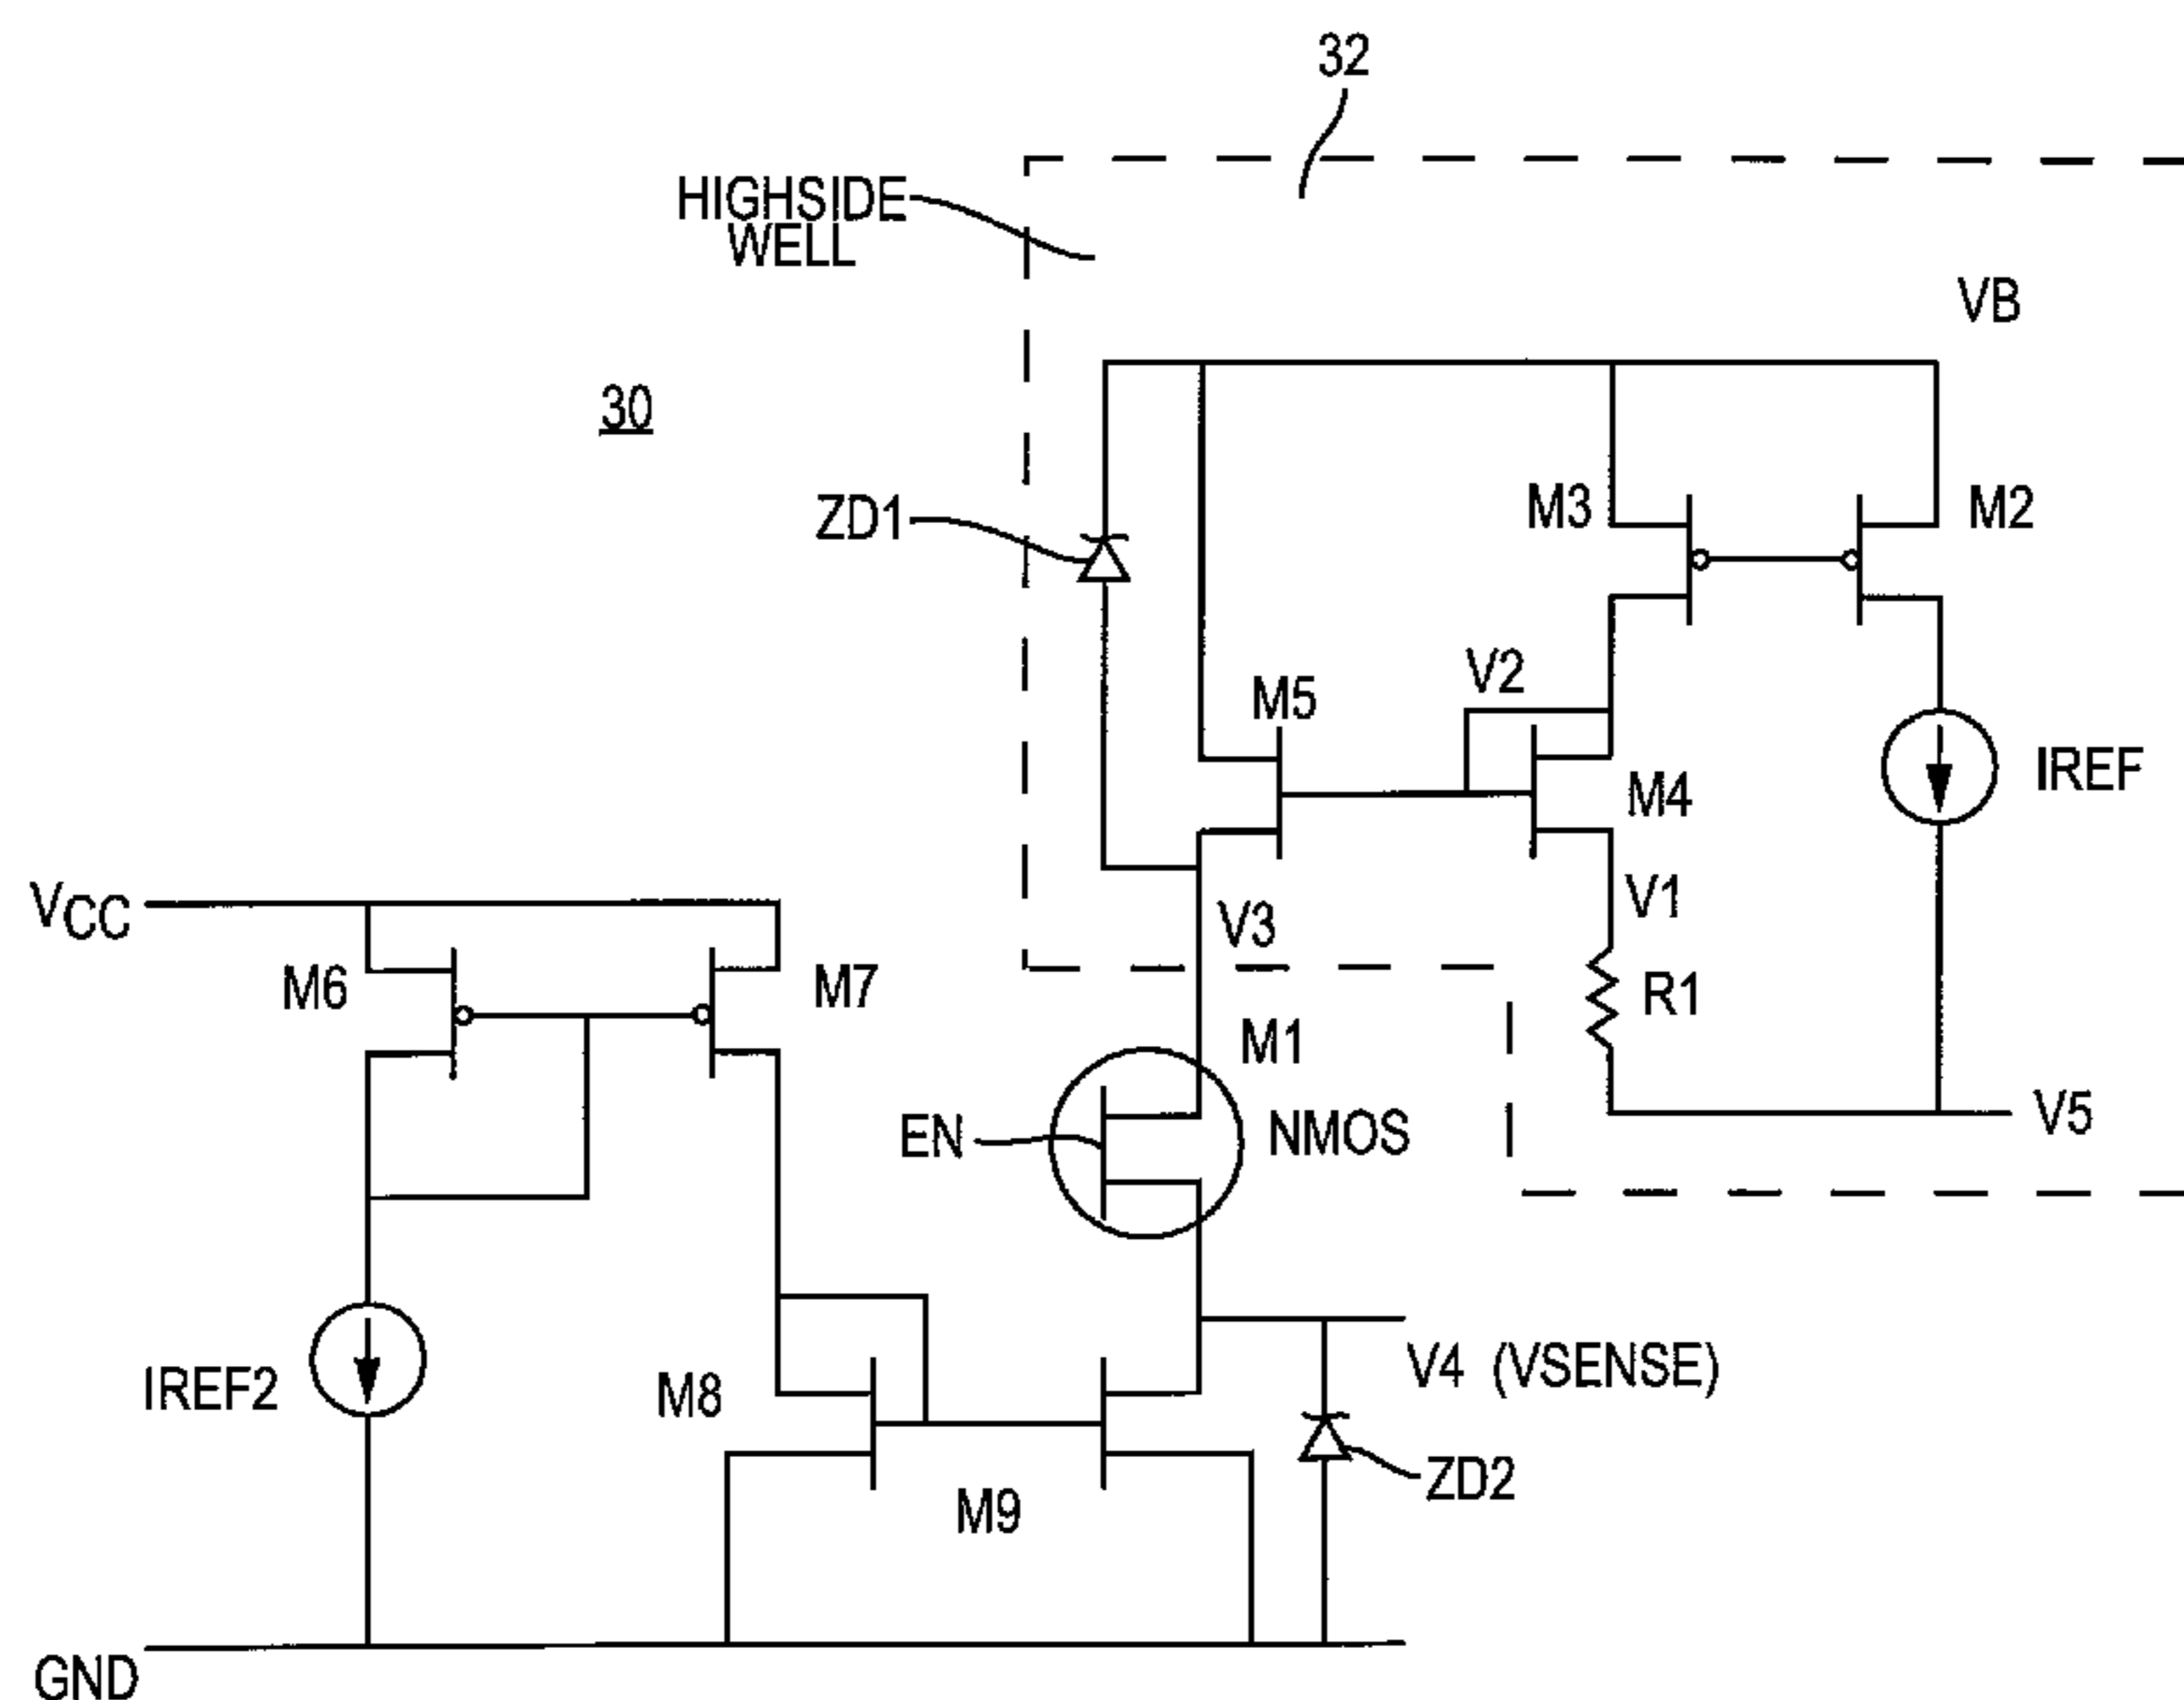 32
HIGHSIDE
WELL
VB
30
ZD1
M3
M2
M5
V2
M4
IREF
VCC
V3
V1
M6
M7
M1
R1
EN
NMOS
V5
IREF2
M8
V4 (VSENSE)
M9
ZD2
GND